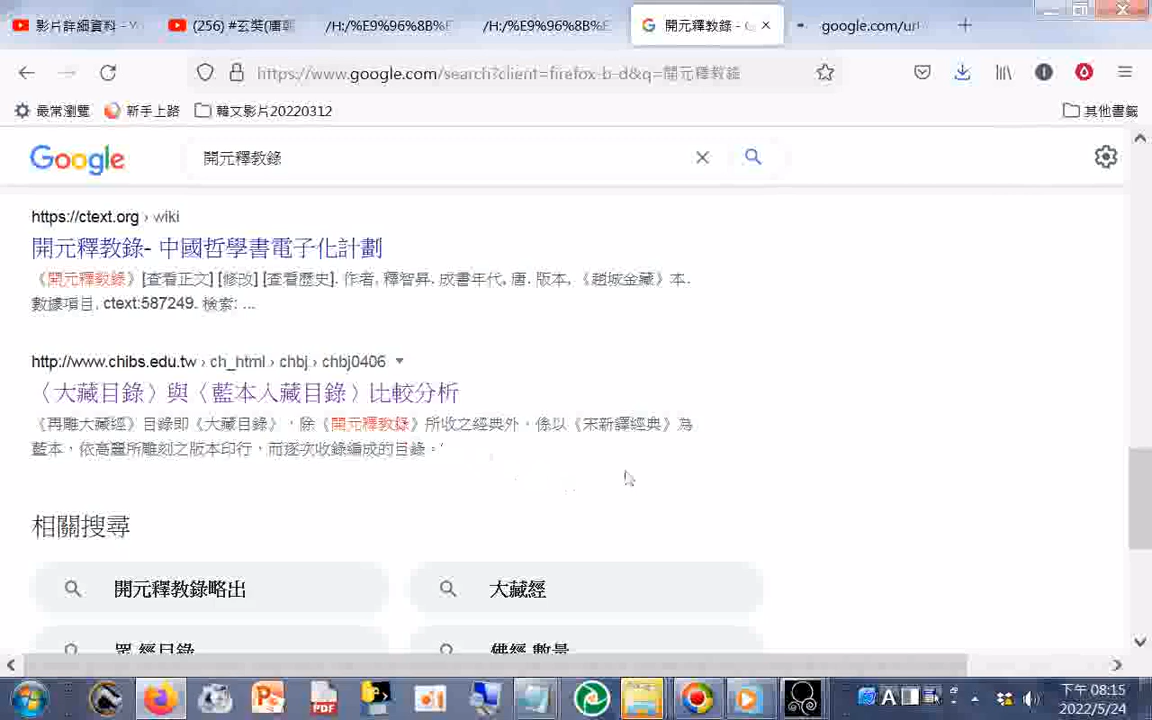 影片詳細資料 -
(256) #玄奘(唐朝
/H:/%E9%96%8B%E
/H:/%E9%96%8B%E
開元釋教錄 - G
google.com/url
https://www.google.com/search?client=firefox-b-d&q=開元釋教錄
最常瀏覽
新手上路
韓文影片20220312
其他書籤
Google
開元釋教錄
https://ctext.org › wiki
開元釋教錄- 中國哲學書電子化計劃
《開元釋教錄》[查看正文] [修改] [查看歷史]. 作者, 釋智昇. 成書年代, 唐. 版本, 《趙城金藏》本.
數據項目, ctext:587249. 檢索: ...
http://www.chibs.edu.tw › ch_html › chbj › chbj0406
〈大藏目錄〉與〈藍本入藏目錄〉比較分析
《再雕大藏經》目錄即《大藏目錄》，除《開元釋教錄》所收之經典外，係以《宋新譯經典》為
藍本，依高麗所雕刻之版本印行，而逐次收錄編成的目錄。'
相關搜尋
開元釋教錄略出
大藏經
眾 經目錄
佛經 數量
PDF
A
下午 08:15
2022/5/24